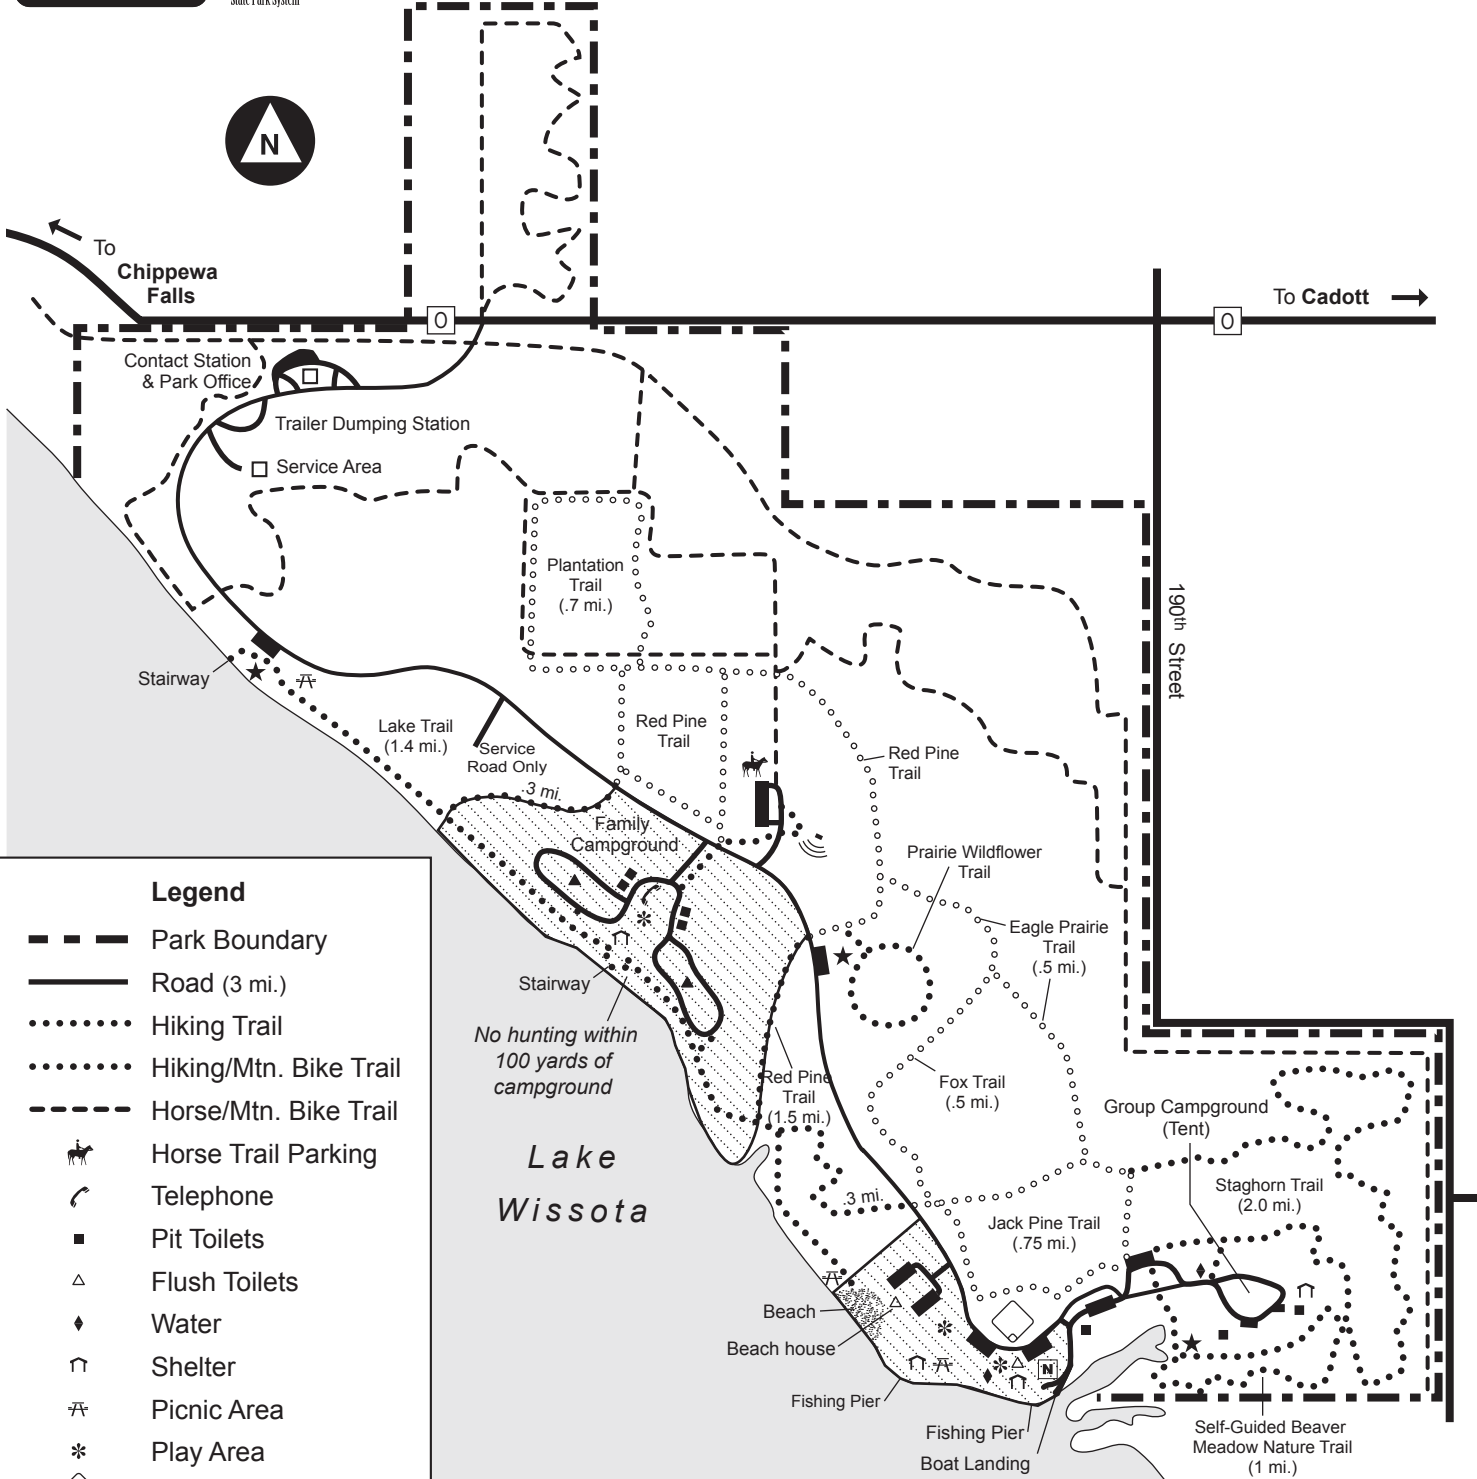 State Park System
N
To
Chippewa
Falls
O
To Cadott
O
Contact Station
& Park Office
Trailer Dumping Station
Service Area
Plantation
Trail
(.7 mi.)
190th Street
Stairway
Lake Trail
(1.4 mi.)
Service
Road Only
.3 mi.
Red Pine
Trail
Red Pine
Trail
Family
Campground
Prairie Wildflower
Trail
Eagle Prairie
Trail
(.5 mi.)
Stairway
No hunting within
100 yards of
campground
Red Pine
Trail
(1.5 mi.)
Fox Trail
(.5 mi.)
Group Campground
(Tent)
Lake
Wissota
.3 mi.
Staghorn Trail
(2.0 mi.)
Jack Pine Trail
(.75 mi.)
Beach
Beach house
N
Fishing Pier
Fishing Pier
Boat Landing
Self-Guided Beaver
Meadow Nature Trail
(1 mi.)
Legend
Park Boundary
Road (3 mi.)
Hiking Trail
Hiking/Mtn. Bike Trail
Horse/Mtn. Bike Trail
Horse Trail Parking
Telephone
Pit Toilets
Flush Toilets
Water
Shelter
Picnic Area
Play Area